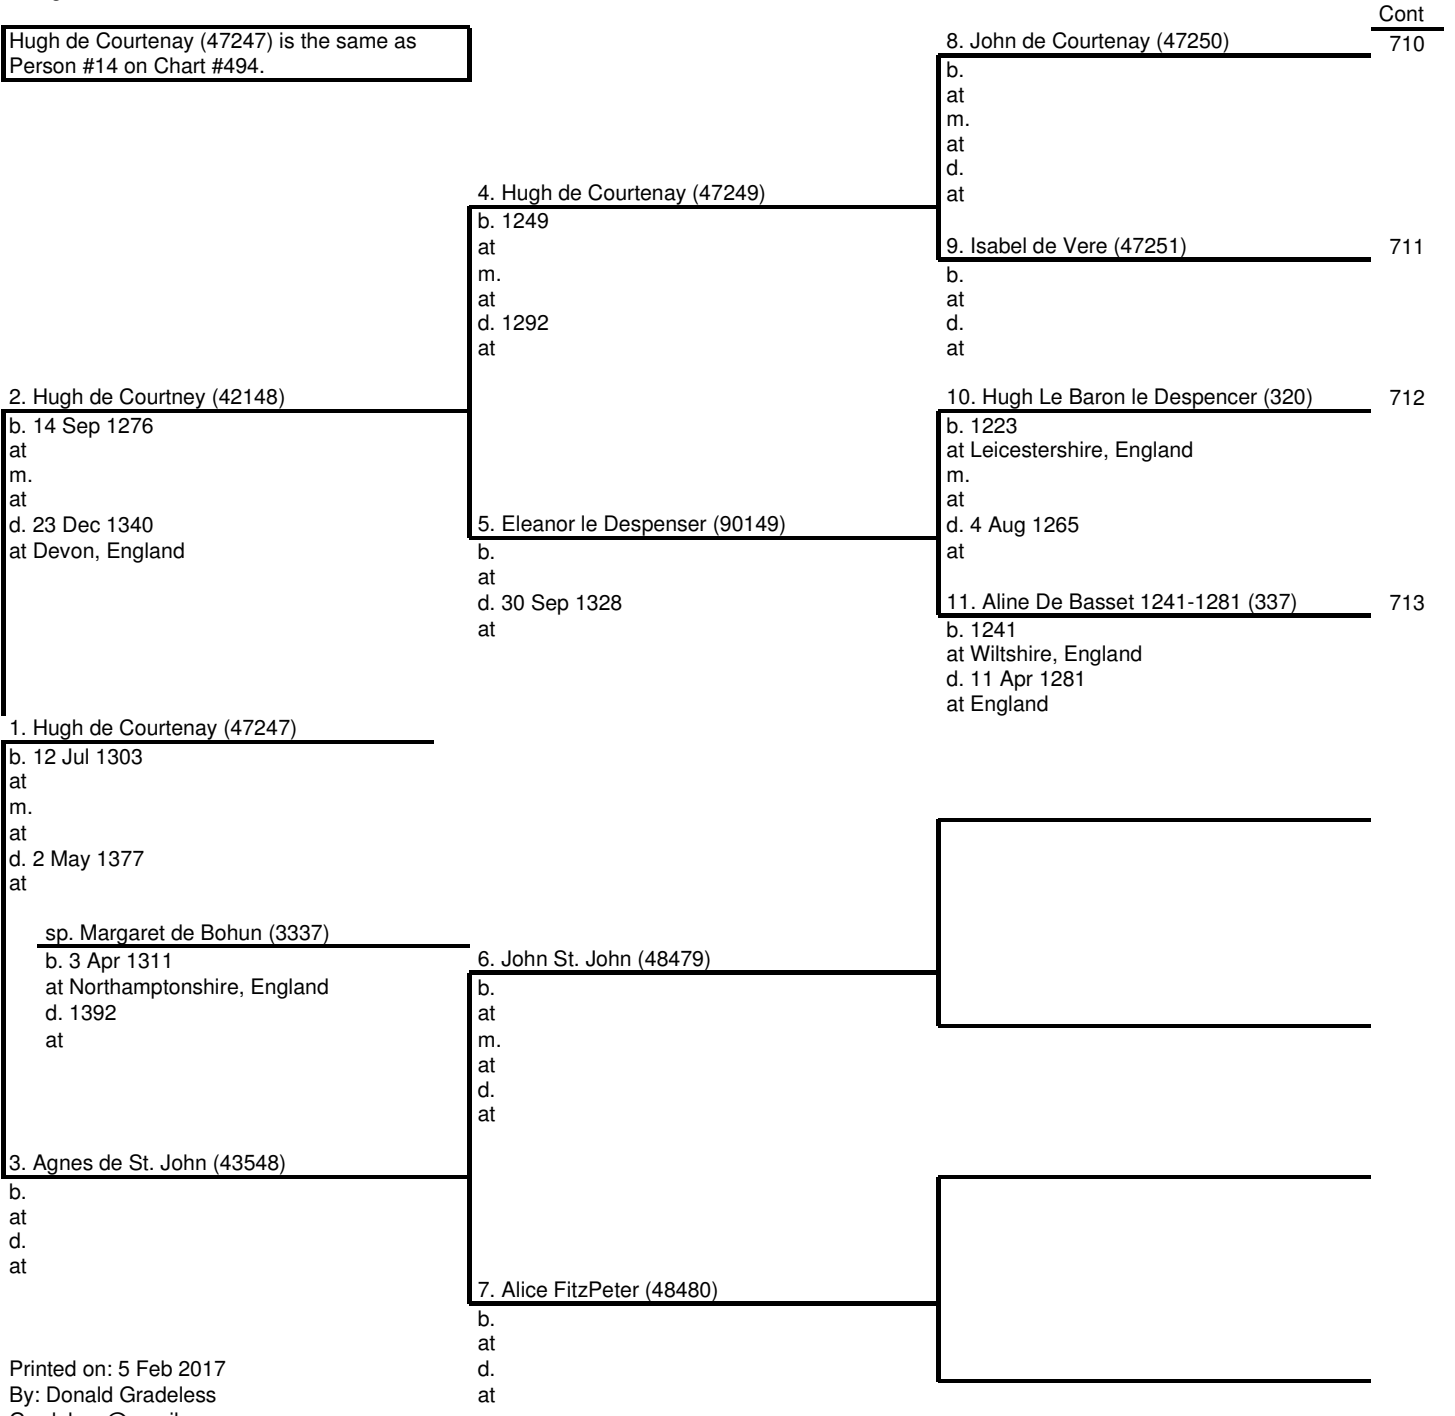 Cont
Hugh de Courtenay (47247) is the same as
Person #14 on Chart #494.
8. John de Courtenay (47250)
710
b.
at
m.
at
d.
at
4. Hugh de Courtenay (47249)
b. 1249
at
m.
at
d. 1292
at
9. Isabel de Vere (47251)
711
b.
at
d.
at
2. Hugh de Courtney (42148)
b. 14 Sep 1276
at
m.
at
d. 23 Dec 1340
at Devon, England
10. Hugh Le Baron le Despencer (320)
712
b. 1223
at Leicestershire, England
m.
at
d. 4 Aug 1265
at
5. Eleanor le Despenser (90149)
b.
at
d. 30 Sep 1328
at
11. Aline De Basset 1241-1281 (337)
713
b. 1241
at Wiltshire, England
d. 11 Apr 1281
at England
1. Hugh de Courtenay (47247)
b. 12 Jul 1303
at
m.
at
d. 2 May 1377
at
sp. Margaret de Bohun (3337)
b. 3 Apr 1311
at Northamptonshire, England
d. 1392
at
6. John St. John (48479)
b.
at
m.
at
d.
at
3. Agnes de St. John (43548)
b.
at
d.
at
7. Alice FitzPeter (48480)
b.
at
d.
at
Printed on: 5 Feb 2017
By: Donald Gradeless